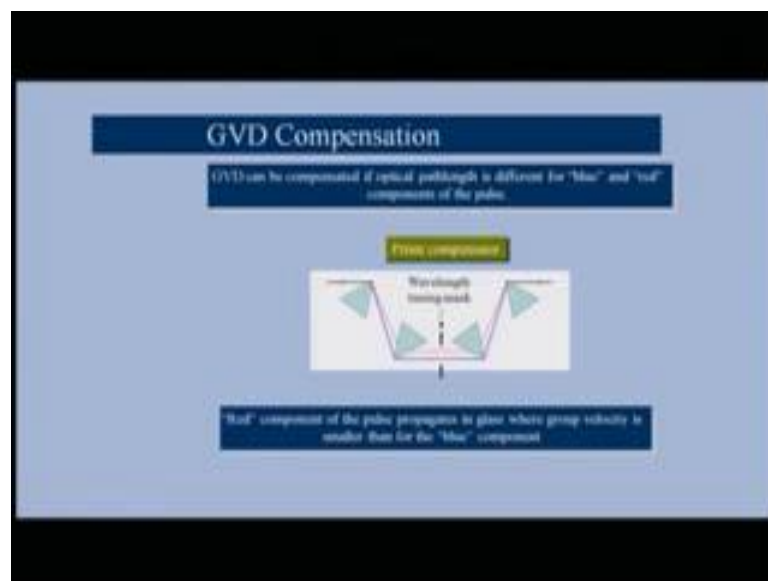 GVD Compensation
GVD can be compensated if optical pathlength is different for "blue" and "red"
components of the pulse.
Prism compensator
Wavelength
tuning mask
"Red" component of the pulse propagates in glass where group velocity is
smaller than for the "blue" component